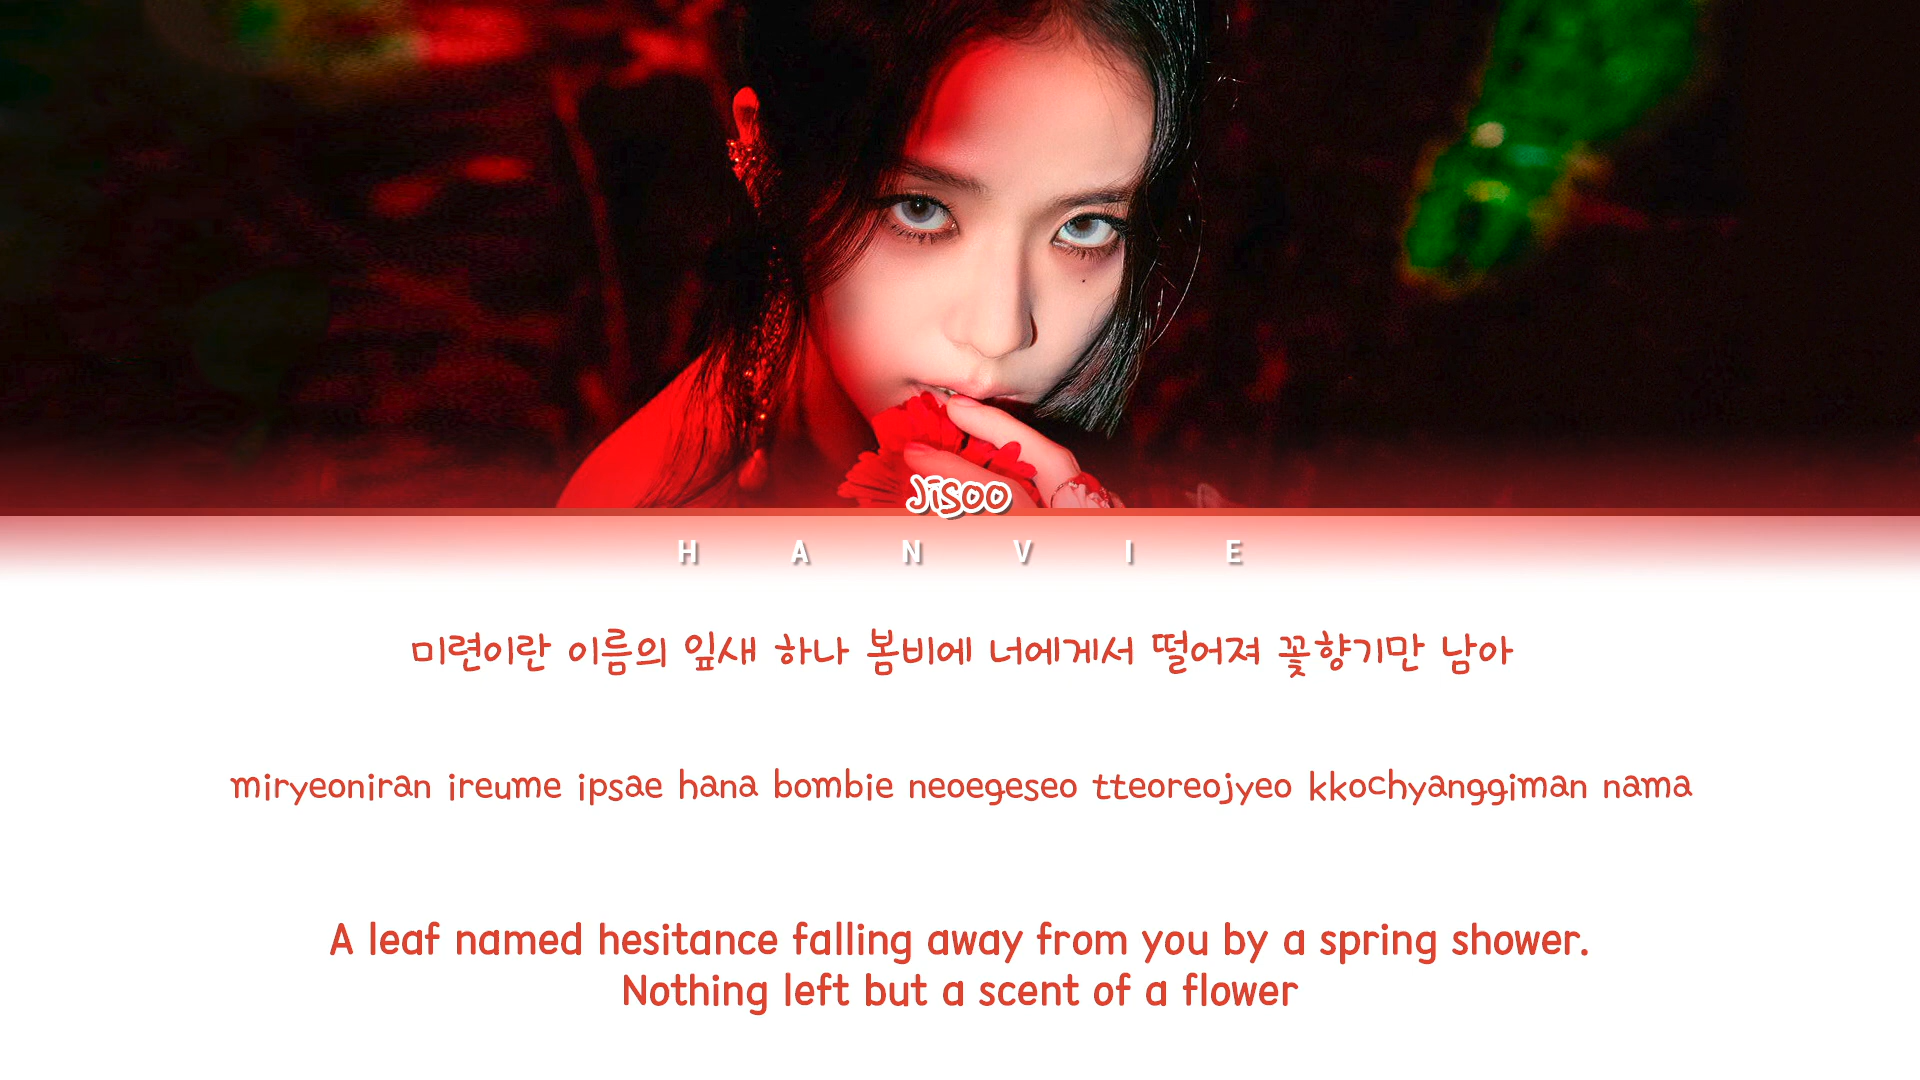 Jisoo
HANVIE
미련이란 이름의 잎새 하나 봄비에 너에게서 떨어져 꽃향기만 남아
miryeoniran ireume ipsae hana bombie neoegeseo tteoreojyeo kkochyanggiman nama
A leaf named hesitance falling away from you by a spring shower.
Nothing left but a scent of a flower